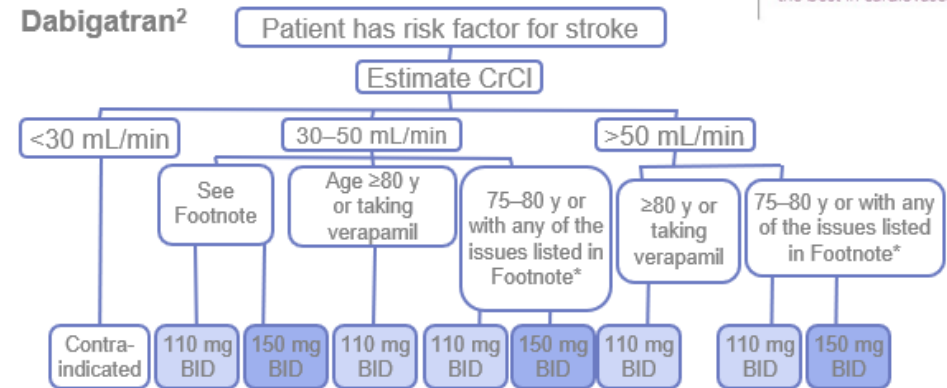 Dabigatran²
Patient has risk factor for stroke
Estimate CrCl
<30 mL/min
30–50 mL/min
>50 mL/min
See
Footnote
Age ≥80 y
or taking
verapamil
75–80 y or
with any of the
issues listed in
Footnote*
≥80 y or
taking
verapamil
75–80 y or with any
of the issues listed
in Footnote*
Contra-
indicated
110 mg
BID
150 mg
BID
110 mg
BID
110 mg
BID
150 mg
BID
110 mg
BID
110 mg
BID
150 mg
BID